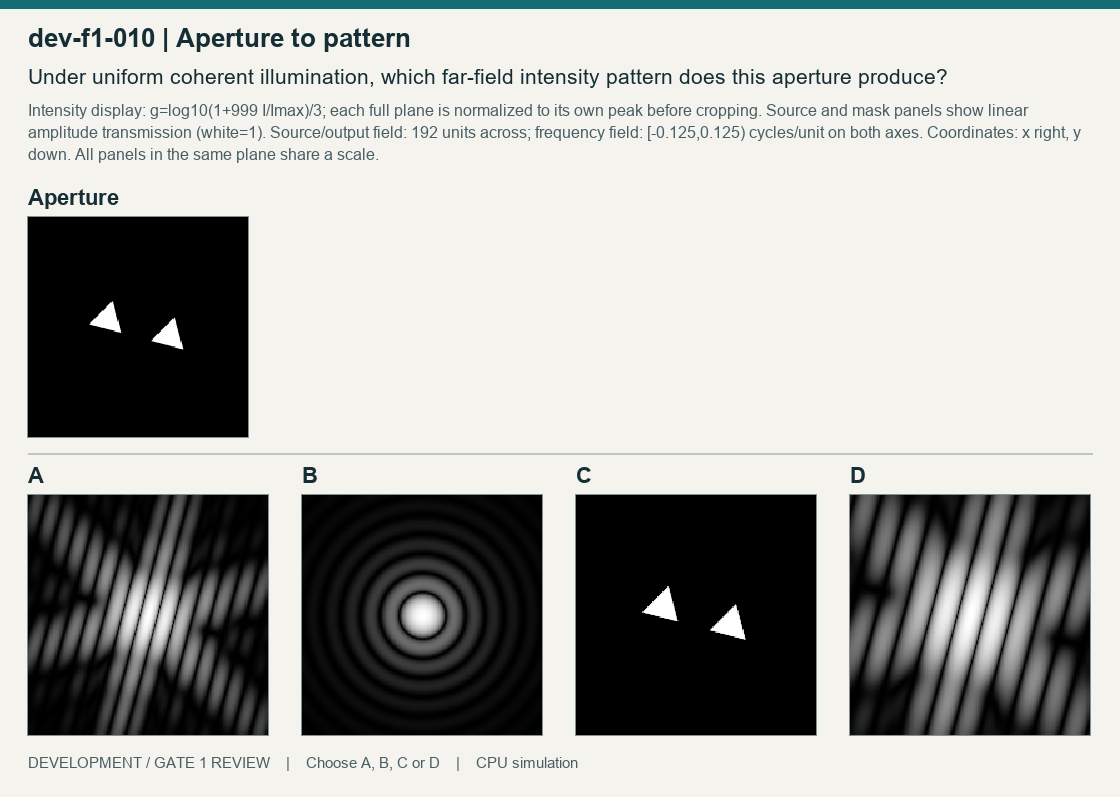 dev-f1-010 | Aperture to pattern
Under uniform coherent illumination, which far-field intensity pattern does this aperture produce?
Intensity display: g=log10(1+999 I/Imax)/3; each full plane is normalized to its own peak before cropping. Source and mask panels show linear
amplitude transmission (white=1). Source/output field: 192 units across; frequency field: [-0.125,0.125) cycles/unit on both axes. Coordinates: x right, y
down. All panels in the same plane share a scale.
Aperture
A B C D
DEVELOPMENT / GATE 1 REVIEW | Choose A, B, C or D | CPU simulation